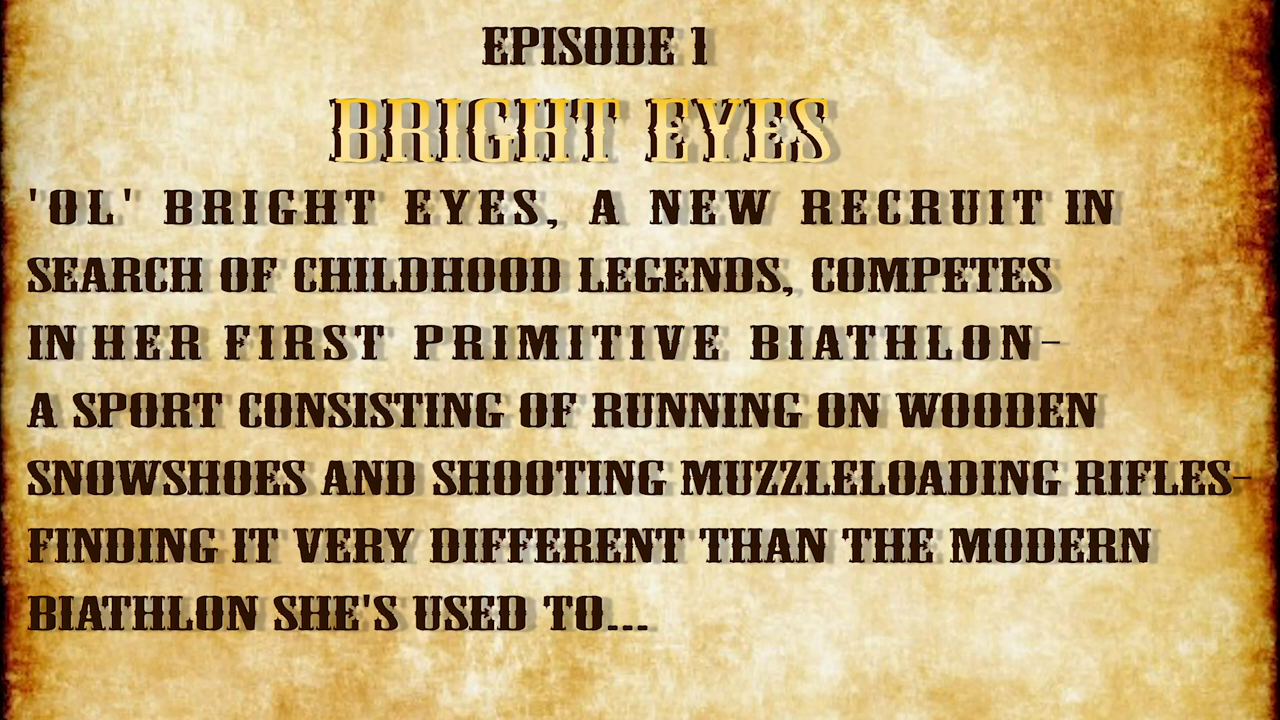 EPISODE 1
BRIGHT EYES
'OL' BRIGHT EYES, A NEW RECRUIT IN
SEARCH OF CHILDHOOD LEGENDS, COMPETES
IN HER FIRST PRIMITIVE BIATHLON-
A SPORT CONSISTING OF RUNNING ON WOODEN
SNOWSHOES AND SHOOTING MUZZLELOADING RIFLES-
FINDING IT VERY DIFFERENT THAN THE MODERN
BIATHLON SHE'S USED TO...